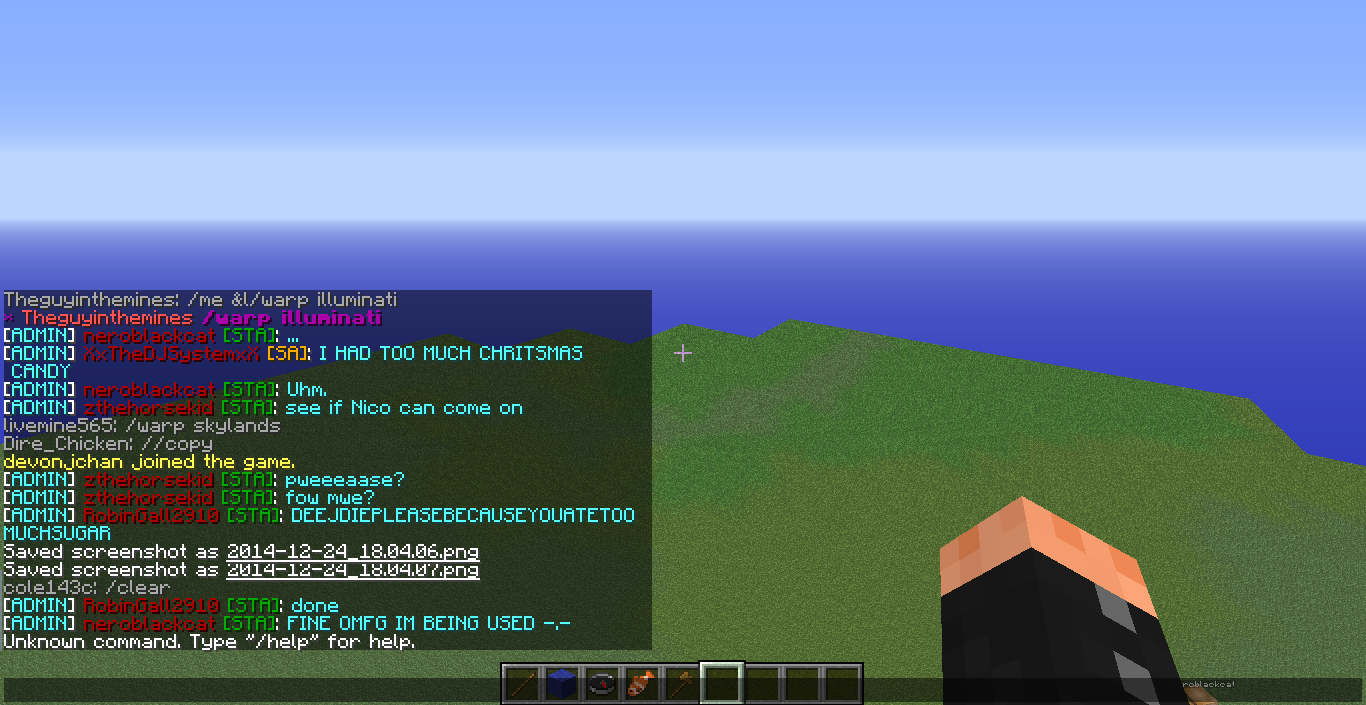 Theguyinthemines: /me &l/warp illuminati
* Theguyinthemines /warp illuminati
[ADMIN] neroblackcat [STA]: ...
[ADMIN] XxTheDJSystemxX [SA]: I HAD TOO MUCH CHRITSMAS
CANDY
[ADMIN] neroblackcat [STA]: Uhm.
[ADMIN] zthehorsekid [STA]: see if Nico can come on
livemine565: /warp skylands
Dire_Chicken: //copy
devonjchan joined the game.
[ADMIN] zthehorsekid [STA]: pweeeaase?
[ADMIN] zthehorsekid [STA]: fow mwe?
[ADMIN] RobinGall2910 [STA]: DEEJDIEPLEASEBECAUSEYOUATETOO
MUCHSUGAR
Saved screenshot as 2014-12-24_18.04.06.png
Saved screenshot as 2014-12-24_18.04.07.png
cole143c: /clear
[ADMIN] RobinGall2910 [STA]: done
[ADMIN] neroblackcat [STA]: FINE OMFG IM BEING USED -.-
Unknown command. Type "/help" for help.
roblackcat